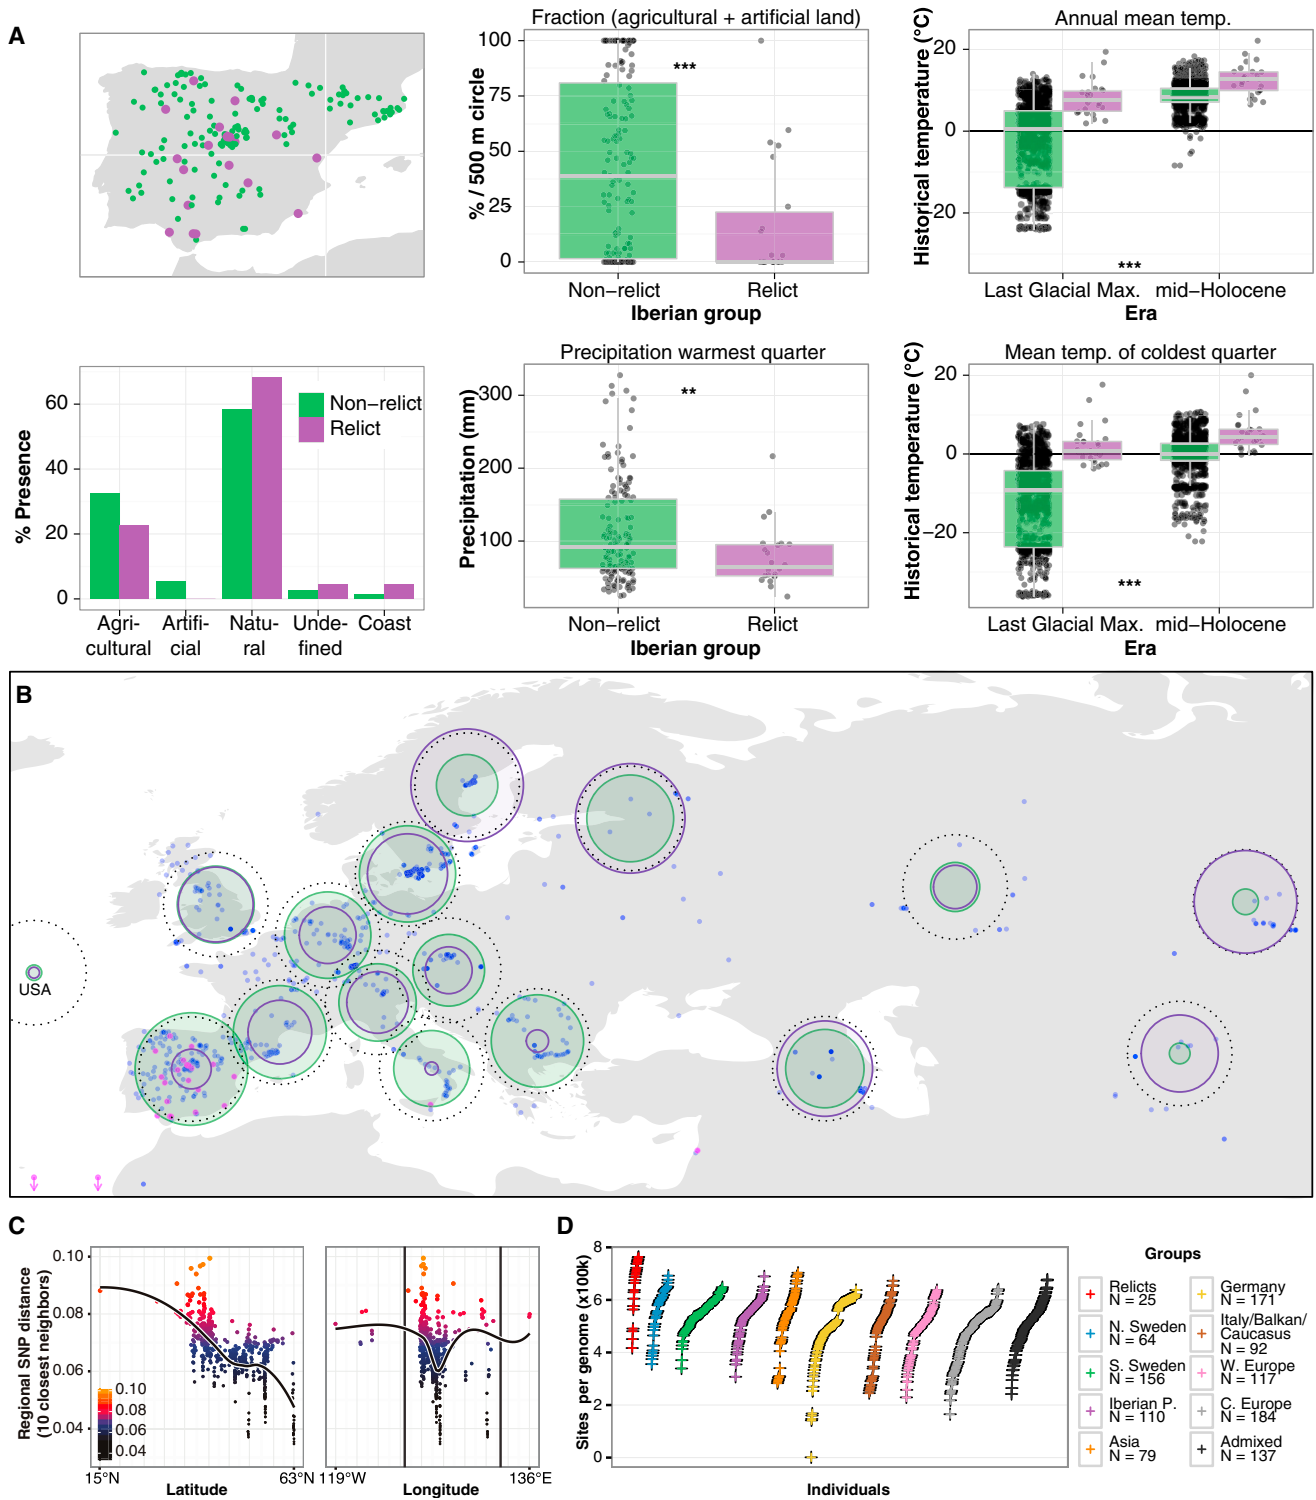 A
Fraction (agricultural + artificial land)
% / 500 m circle
100
75
50
25
0
***
Non−relict
Relict
Iberian group
Annual mean temp.
Historical temperature (°C)
20
0
−20
***
Last Glacial Max.
mid−Holocene
Era
% Presence
60
40
20
0
Non−relict
Relict
Agri-
cultural
Artifi-
cial
Natu-
ral
Unde-
fined
Coast
Precipitation warmest quarter
Precipitation (mm)
300
200
100
**
Non−relict
Relict
Iberian group
Mean temp. of coldest quarter
Historical temperature (°C)
20
0
−20
***
Last Glacial Max.
mid−Holocene
Era
B
USA
C
Regional SNP distance
(10 closest neighbors)
0.10
0.08
0.06
0.04
0.10
0.08
0.06
0.04
15°N
63°N
Latitude
119°W
136°E
Longitude
D
Sites per genome (x100k)
8
6
4
2
0
Individuals
Groups
Relicts
N = 25
N. Sweden
N = 64
S. Sweden
N = 156
Iberian P.
N = 110
Asia
N = 79
Germany
N = 171
Italy/Balkan/
Caucasus
N = 92
W. Europe
N = 117
C. Europe
N = 184
Admixed
N = 137